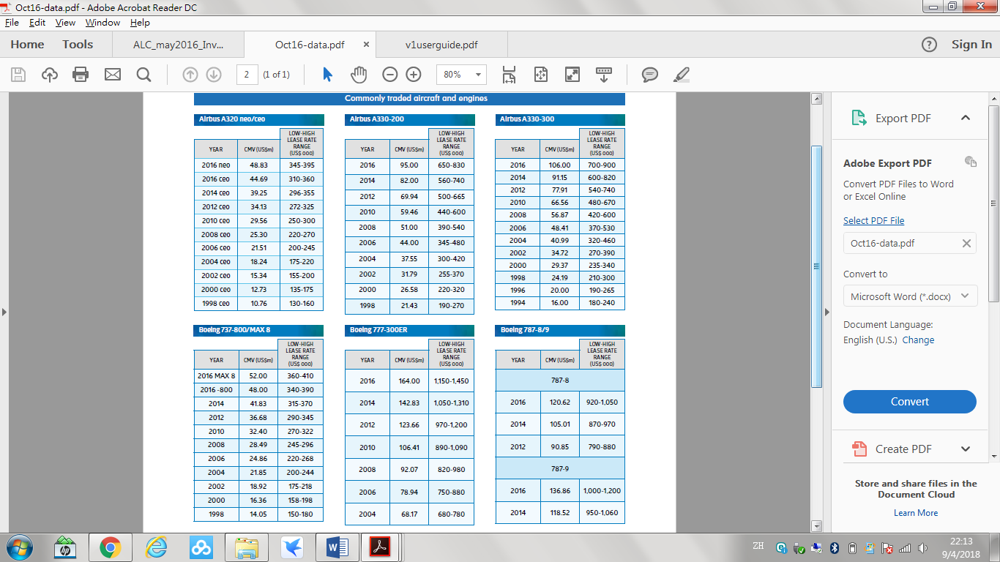 Oct16-data.pdf - Adobe Acrobat Reader DC
File Edit View Window Help
Home Tools ALC_may2016_Inv... Oct16-data.pdf × v1userguide.pdf Sign In
2 (1 of 1) 80%
Commonly traded aircraft and engines
Airbus A320 neo/ceo
YEAR CMV (US$m) LOW-HIGH LEASE RATE RANGE (US$ 000)
2016 neo 48.83 345-395
2016 ceo 44.69 310-360
2014 ceo 39.25 296-355
2012 ceo 34.13 272-325
2010 ceo 29.56 250-300
2008 ceo 25.30 220-270
2006 ceo 21.51 200-245
2004 ceo 18.24 175-220
2002 ceo 15.34 155-200
2000 ceo 12.73 135-175
1998 ceo 10.76 130-160
Airbus A330-200
YEAR CMV (US$m) LOW-HIGH LEASE RATE RANGE (US$ 000)
2016 95.00 650-830
2014 82.00 560-740
2012 69.94 500-665
2010 59.46 440-600
2008 51.00 390-540
2006 44.00 345-480
2004 37.55 300-420
2002 31.79 255-370
2000 26.58 220-320
1998 21.43 190-270
Airbus A330-300
YEAR CMV (US$m) LOW-HIGH LEASE RATE RANGE (US$ 000)
2016 106.00 700-900
2014 91.15 600-820
2012 77.91 540-740
2010 66.56 480-670
2008 56.87 420-600
2006 48.41 370-530
2004 40.99 320-460
2002 34.72 270-390
2000 29.37 235-340
1998 24.19 210-300
1996 20.00 190-265
1994 16.00 180-240
Boeing 737-800/MAX 8
YEAR CMV (US$m) LOW-HIGH LEASE RATE RANGE (US$ 000)
2016 MAX 8 52.00 360-410
2016 -800 48.00 340-390
2014 41.83 315-370
2012 36.68 290-345
2010 32.40 270-322
2008 28.49 245-296
2006 24.86 220-268
2004 21.85 200-244
2002 18.92 175-218
2000 16.36 158-198
1998 14.05 150-180
Boeing 777-300ER
YEAR CMV (US$m) LOW-HIGH LEASE RATE RANGE (US$ 000)
2016 164.00 1,150-1,450
2014 142.83 1,050-1,310
2012 123.66 970-1,200
2010 106.41 890-1,090
2008 92.07 820-980
2006 78.94 750-880
2004 68.17 680-780
Boeing 787-8/9
YEAR CMV (US$m) LOW-HIGH LEASE RATE RANGE (US$ 000)
787-8
2016 120.62 920-1,050
2014 105.01 870-970
2012 90.85 790-880
787-9
2016 136.86 1,000-1,200
2014 118.52 950-1,060
Export PDF
Adobe Export PDF
Convert PDF Files to Word
or Excel Online
Select PDF File
Oct16-data.pdf
Convert to
Microsoft Word (*.docx)
Document Language:
English (U.S.) Change
Convert
Create PDF
Store and share files in the
Document Cloud
Learn More
hp
ZH
22:13
9/4/2018